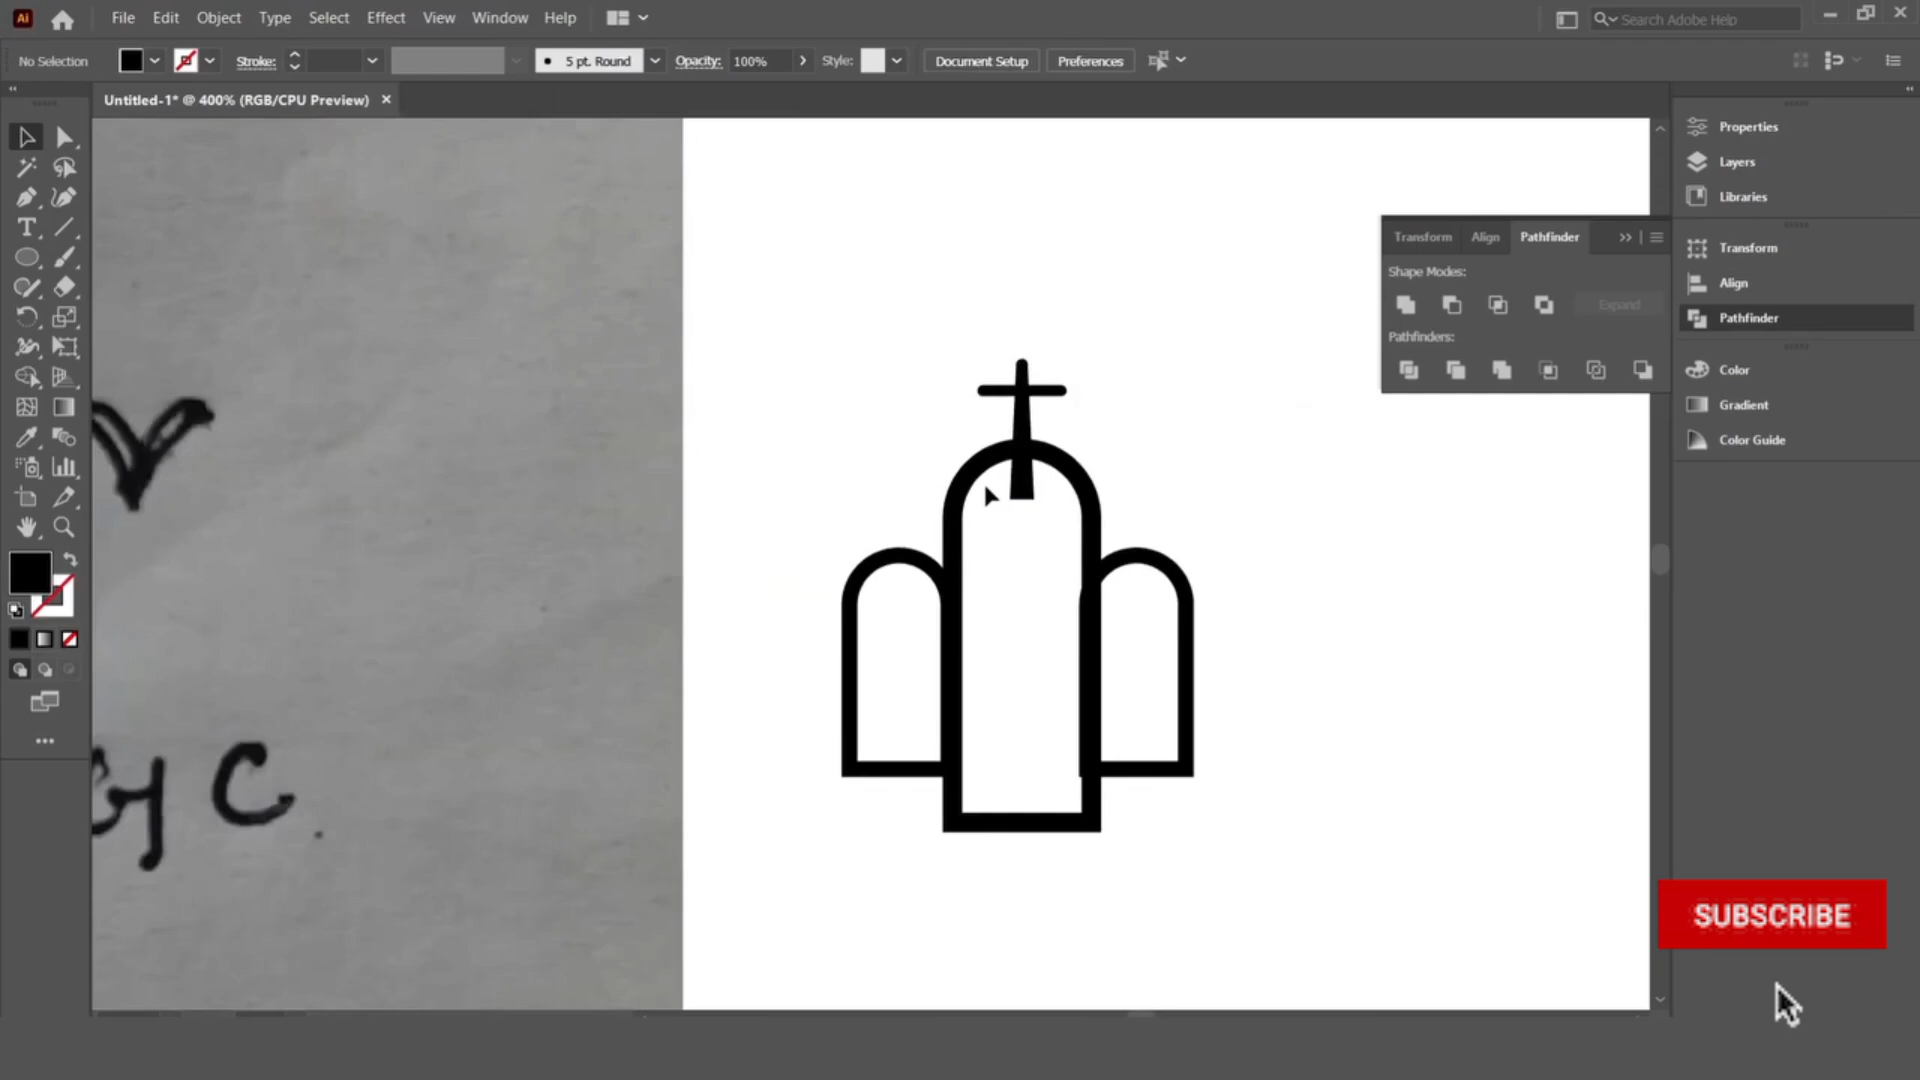 Ai File Edit Object Type Select Effect View Window Help Search Adobe Help
No Selection Stroke: 5 pt. Round Opacity: 100% Style: Document Setup Preferences
Untitled-1* @ 400% (RGB/CPU Preview)
Properties
Layers
Libraries
Transform Align Pathfinder
Shape Modes:
Expand
Pathfinders:
Transform
Align
Pathfinder
Color
Gradient
Color Guide
y C
SUBSCRIBE